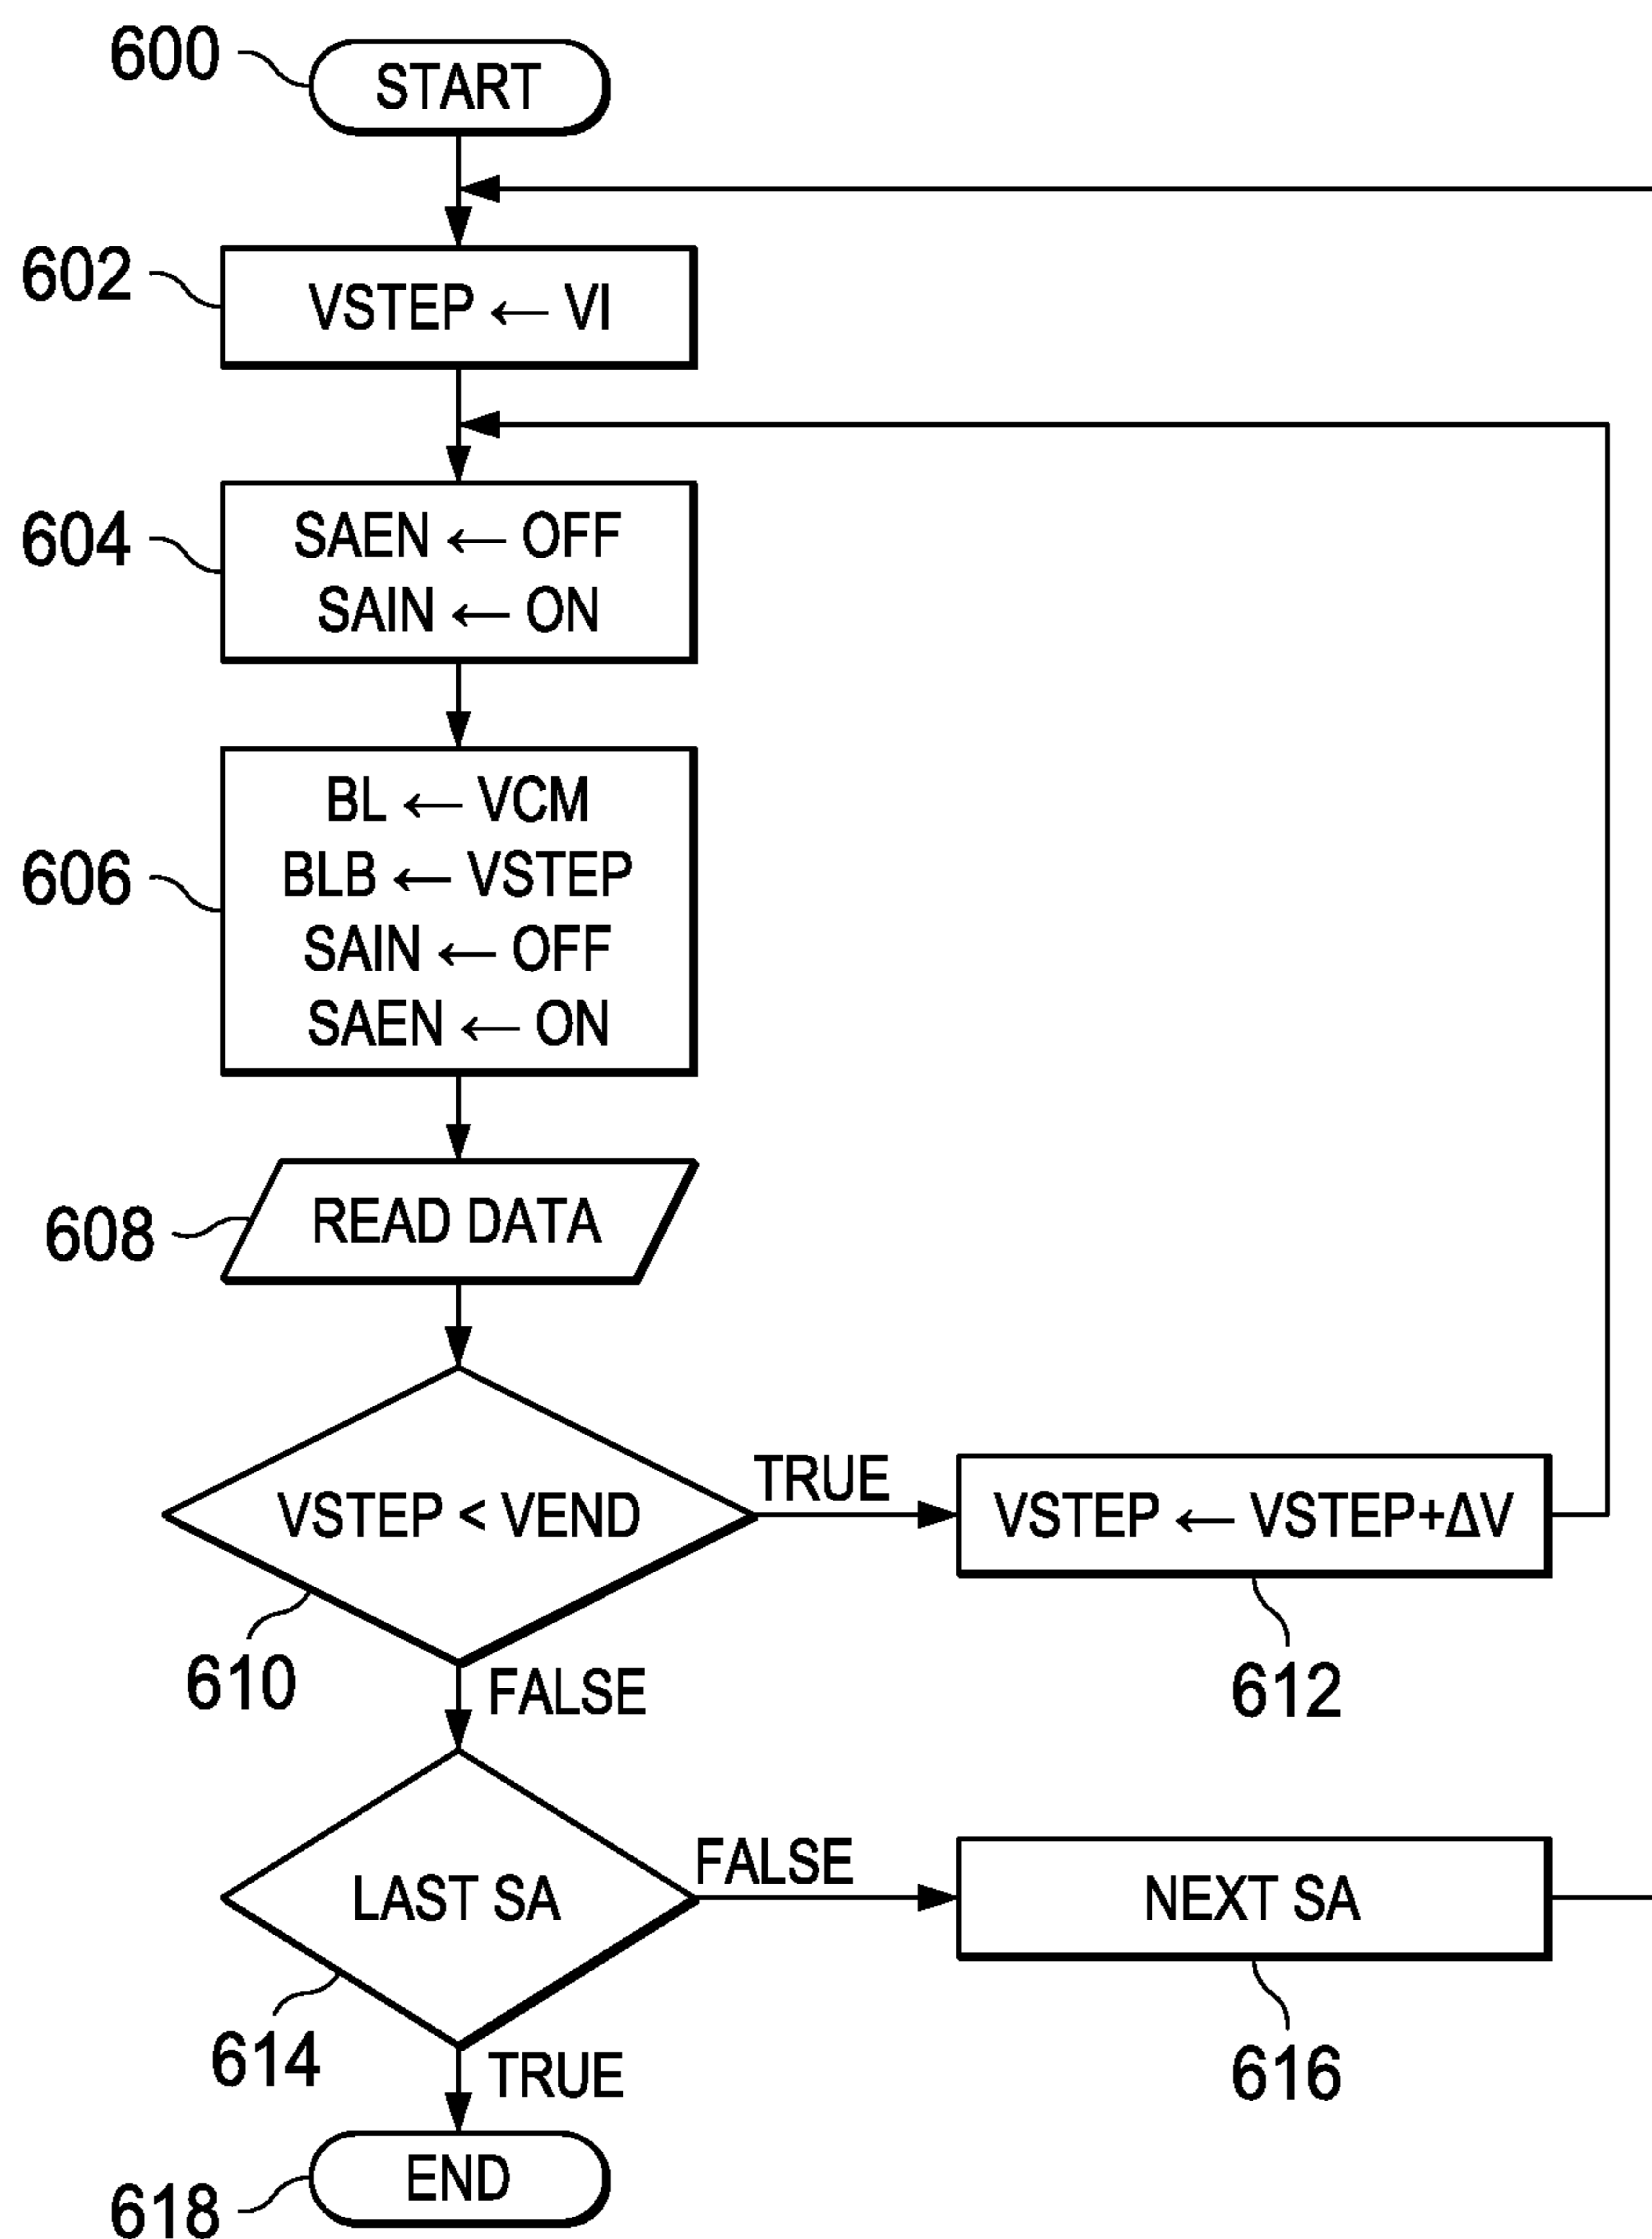 600
START
602
VSTEP ← VI
604
SAEN ← OFF
SAIN ← ON
606
BL ← VCM
BLB ← VSTEP
SAIN ← OFF
SAEN ← ON
608
READ DATA
610
VSTEP < VEND
TRUE
VSTEP ← VSTEP+ΔV
612
FALSE
614
LAST SA
FALSE
NEXT SA
616
TRUE
618
END